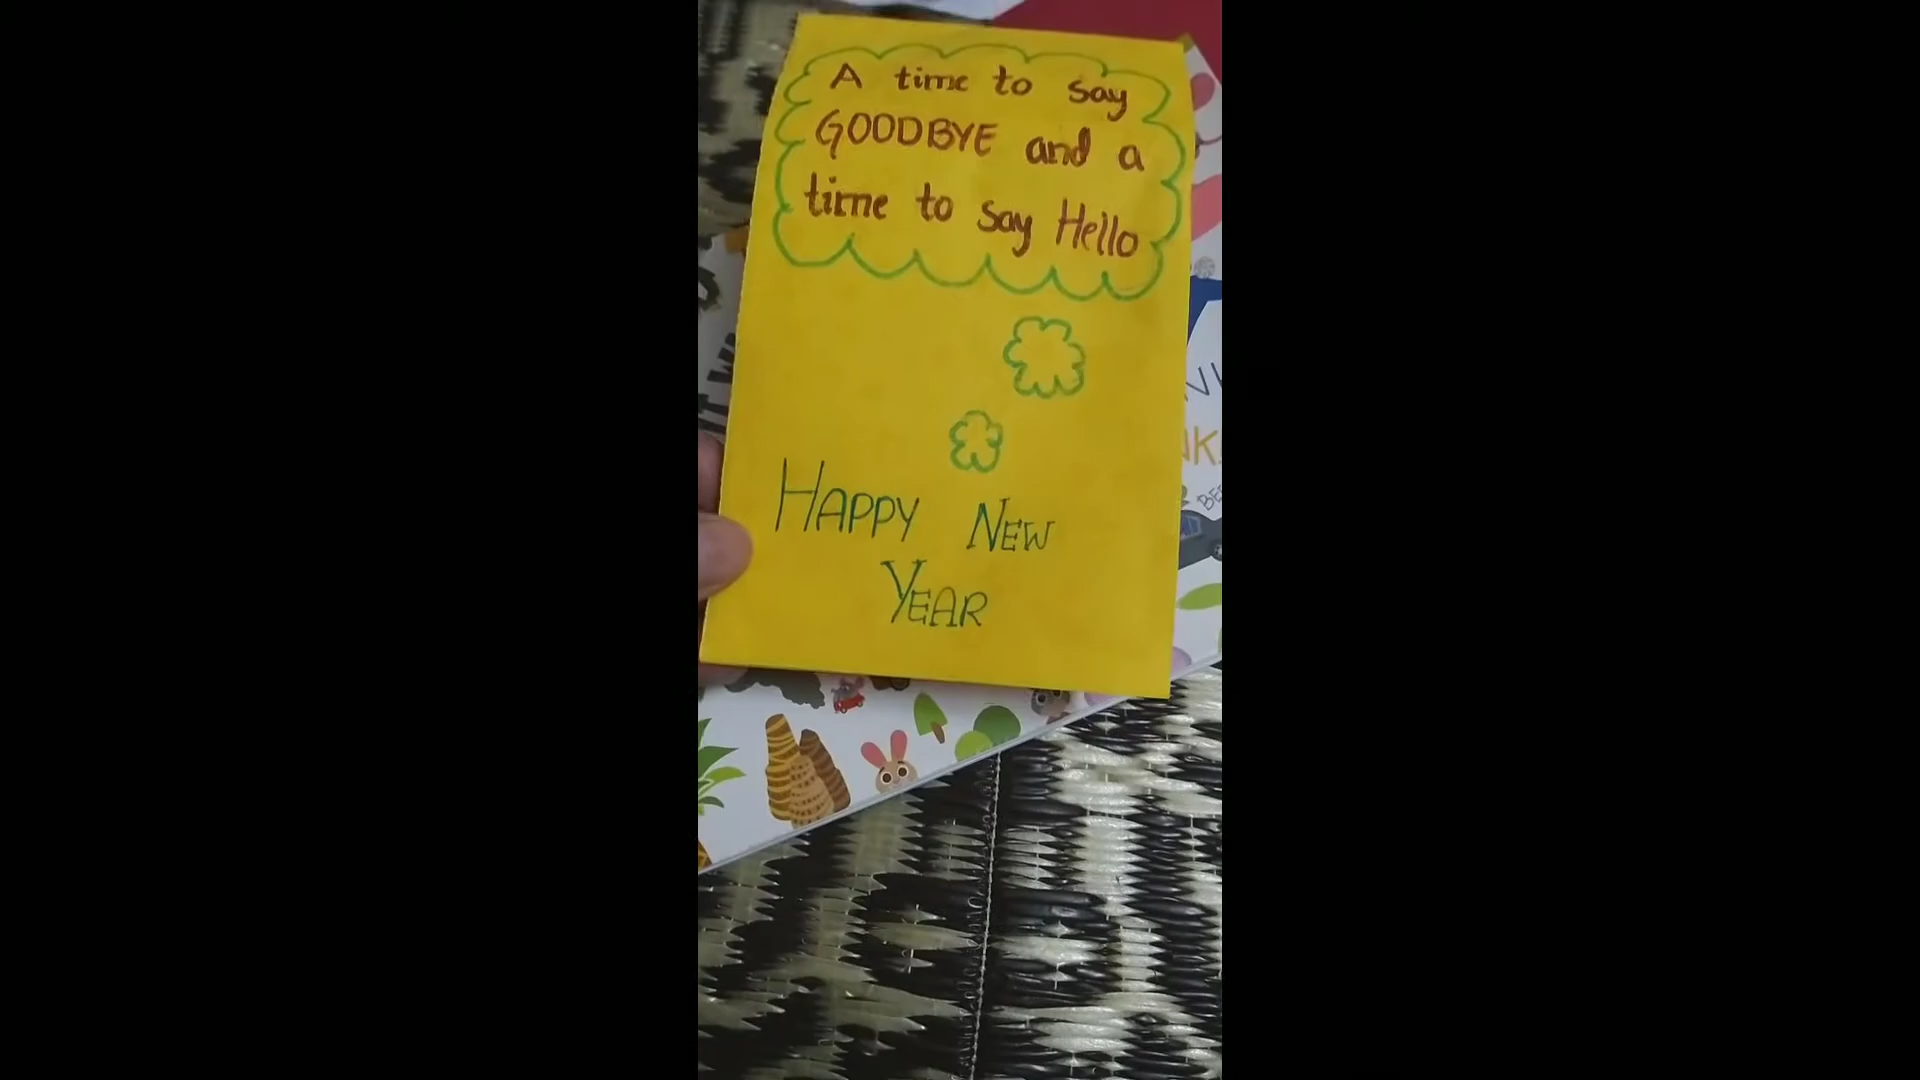 A time to say
GOODBYE and a
time to say Hello
HAPPY NEW
YEAR